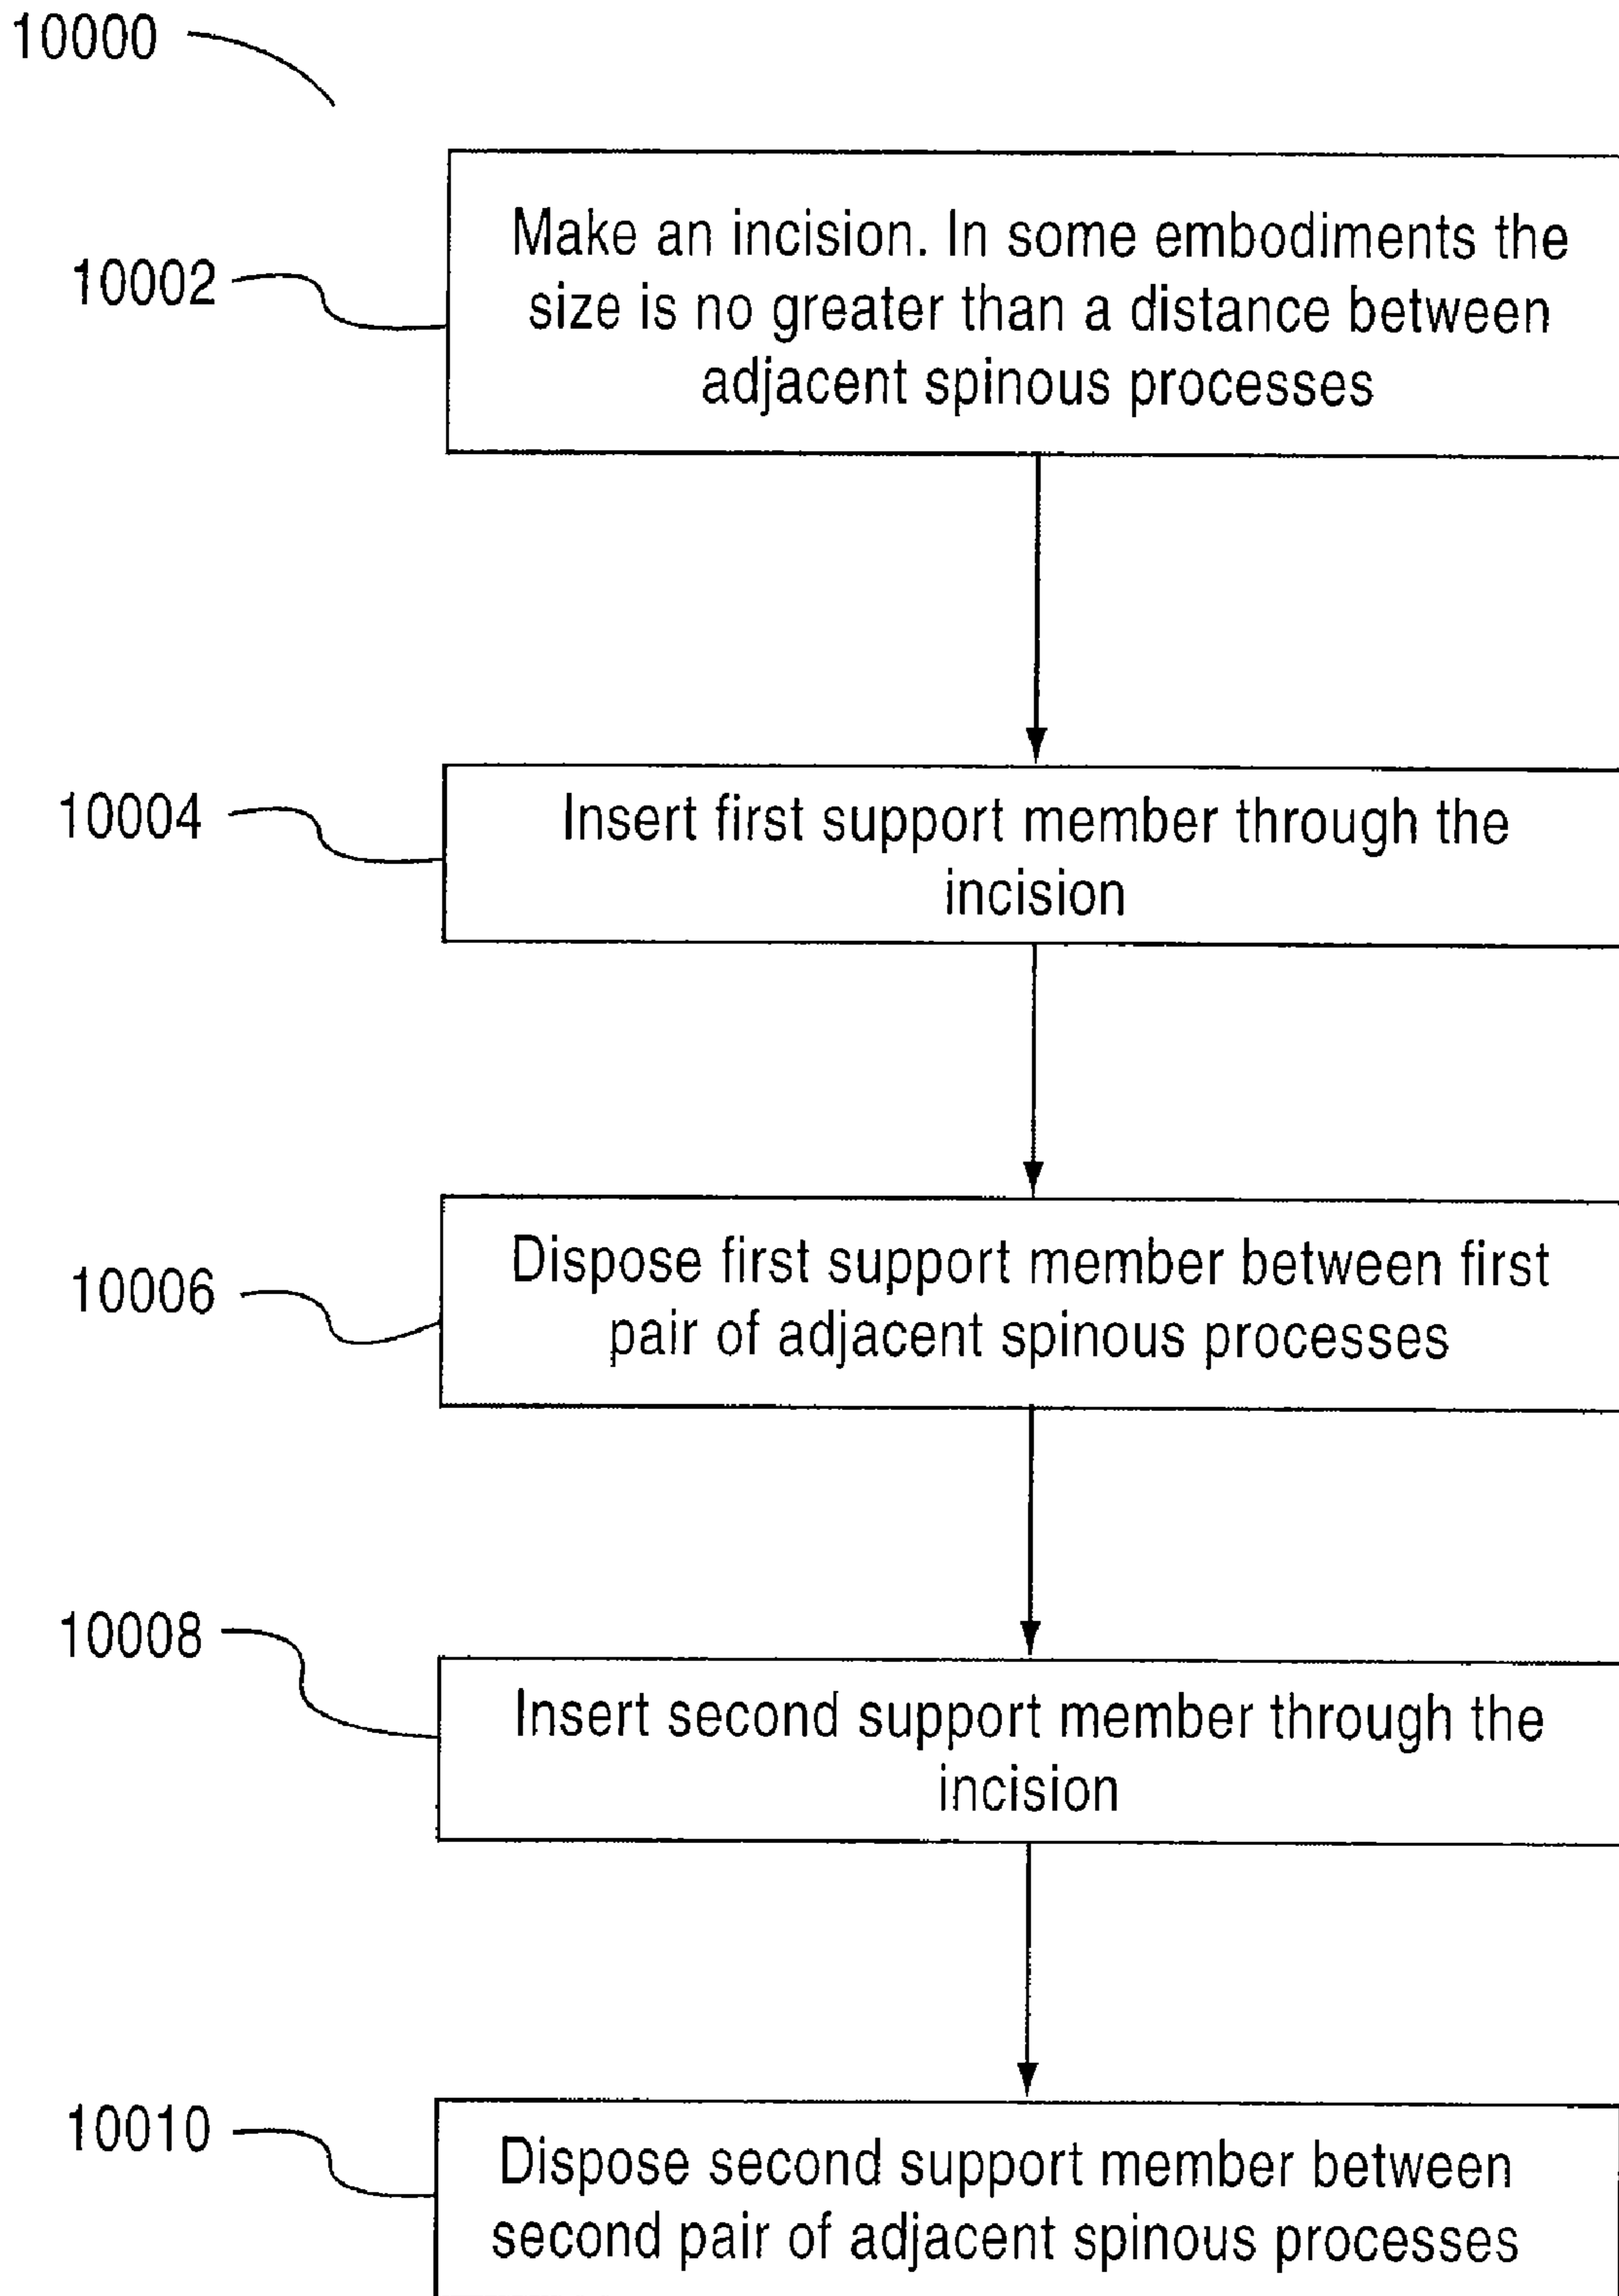 10000
10002
Make an incision. In some embodiments the
size is no greater than a distance between
adjacent spinous processes
10004
Insert first support member through the
incision
10006
Dispose first support member between first
pair of adjacent spinous processes
10008
Insert second support member through the
incision
10010
Dispose second support member between
second pair of adjacent spinous processes